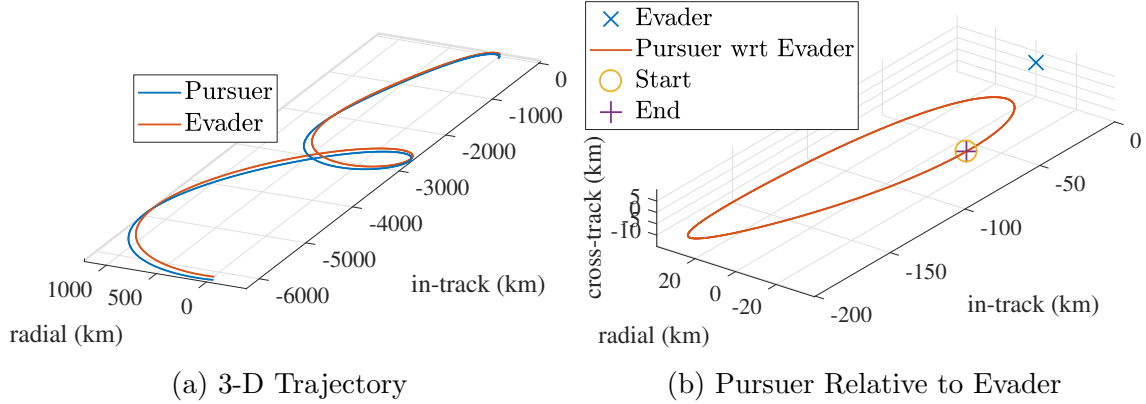 Pursuer
Evader
0
-1000
-2000
-3000
-4000
-5000
-6000
in-track (km)
1000
500
0
radial (km)
(a) 3-D Trajectory
Evader
Pursuer wrt Evader
Start
End
cross-track (km)
5
0
-5
-10
20
0
-20
radial (km)
0
-50
-100
-150
-200
in-track (km)
(b) Pursuer Relative to Evader